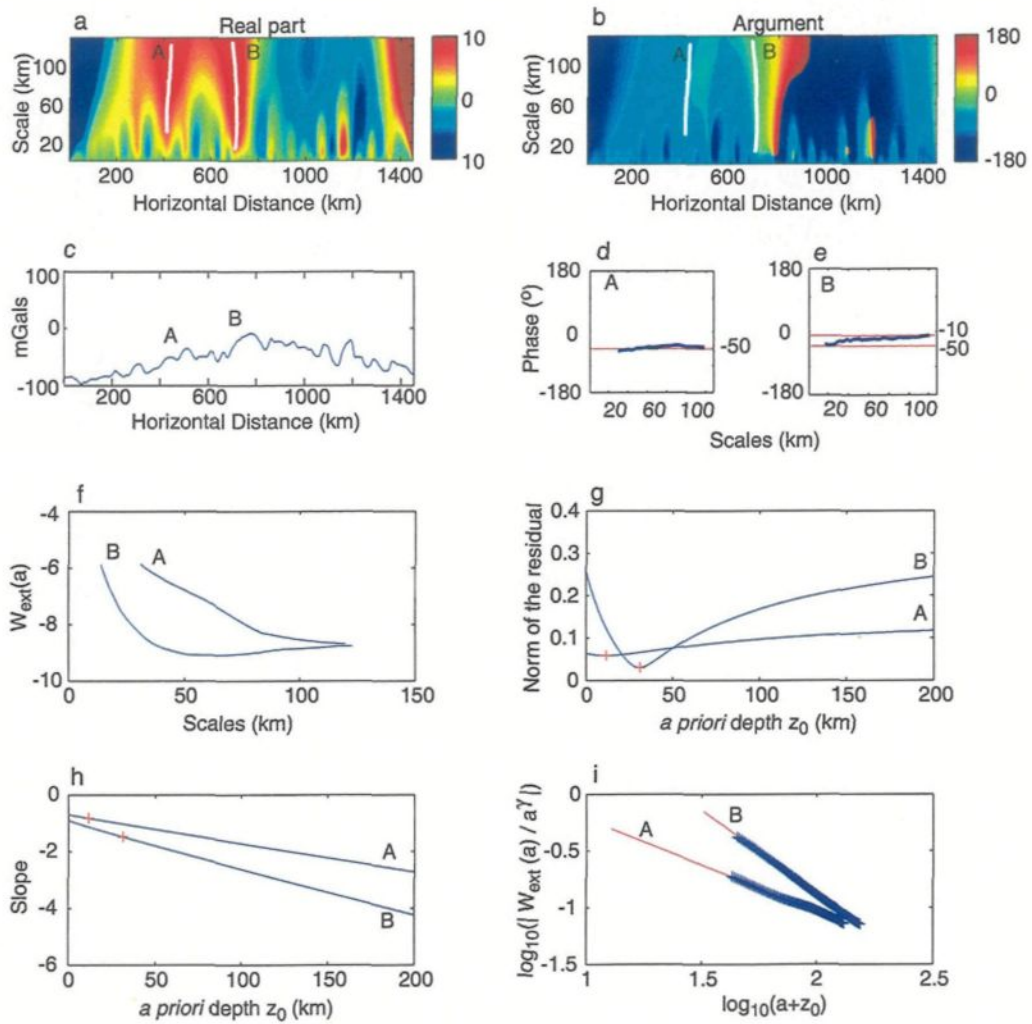 a
Real part
A
B
Scale (km)
100
60
20
10
0
10
200 600 1000 1400
Horizontal Distance (km)
b
Argument
A
B
Scale (km)
100
60
20
180
0
-180
200 600 1000 1400
Horizontal Distance (km)
c
mGals
100
0
-100
A
B
200 600 1000 1400
Horizontal Distance (km)
d
Phase (°)
180
0
-180
A
-50
20 60 100
e
180
0
-180
B
-10
-50
20 60 100
Scales (km)
f
Wext(a)
-4
-6
-8
-10
B A
0 50 100 150
Scales (km)
g
Norm of the residual
0.4
0.3
0.2
0.1
0
B
A
0 50 100 150 200
a priori depth z0 (km)
h
Slope
0
-2
-4
-6
A
B
0 50 100 150 200
a priori depth z0 (km)
i
log10(| Wext (a) / aγ |)
0
-0.5
-1
-1.5
A
B
1 1.5 2 2.5
log10(a+z0)